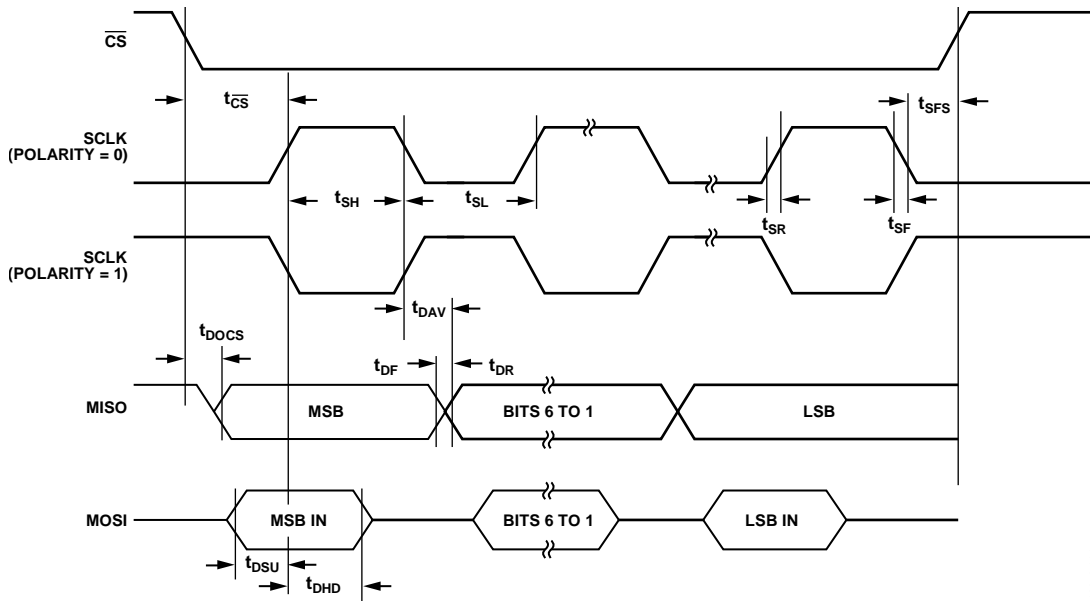 CS
tCS
tSFS
SCLK
(POLARITY = 0)
tSH
tSL
tSR
tSF
SCLK
(POLARITY = 1)
tDAV
tDOCS
tDF
tDR
MISO
MSB
BITS 6 TO 1
LSB
MOSI
MSB IN
BITS 6 TO 1
LSB IN
tDSU
tDHD